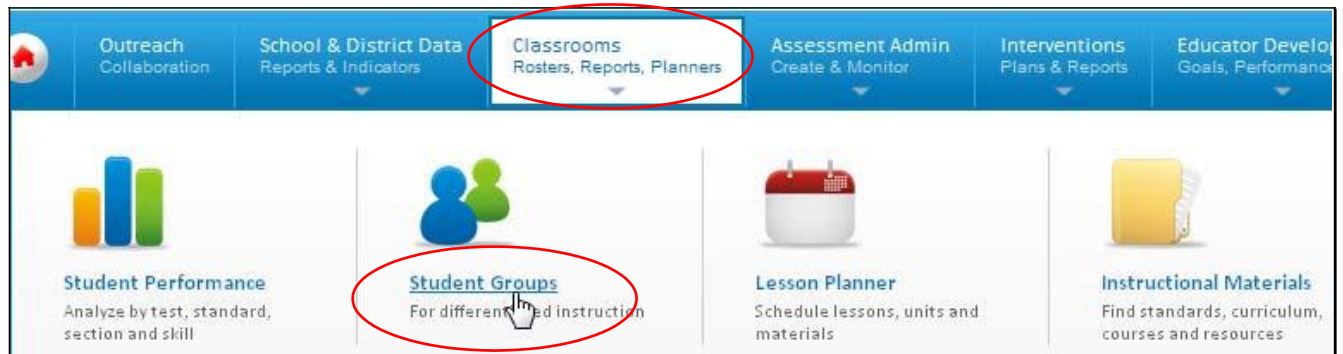 Outreach
Collaboration
School & District Data
Reports & Indicators
Classrooms
Rosters, Reports, Planners
Assessment Admin
Create & Monitor
Interventions
Plans & Reports
Educator
Goals,
Student Performance
Analyze by test, standard,
section and skill
Student Groups
For instruction
Lesson Planner
Schedule lessons, units and
materials
Instructional Materials
Find standards, curriculum,
courses and resources